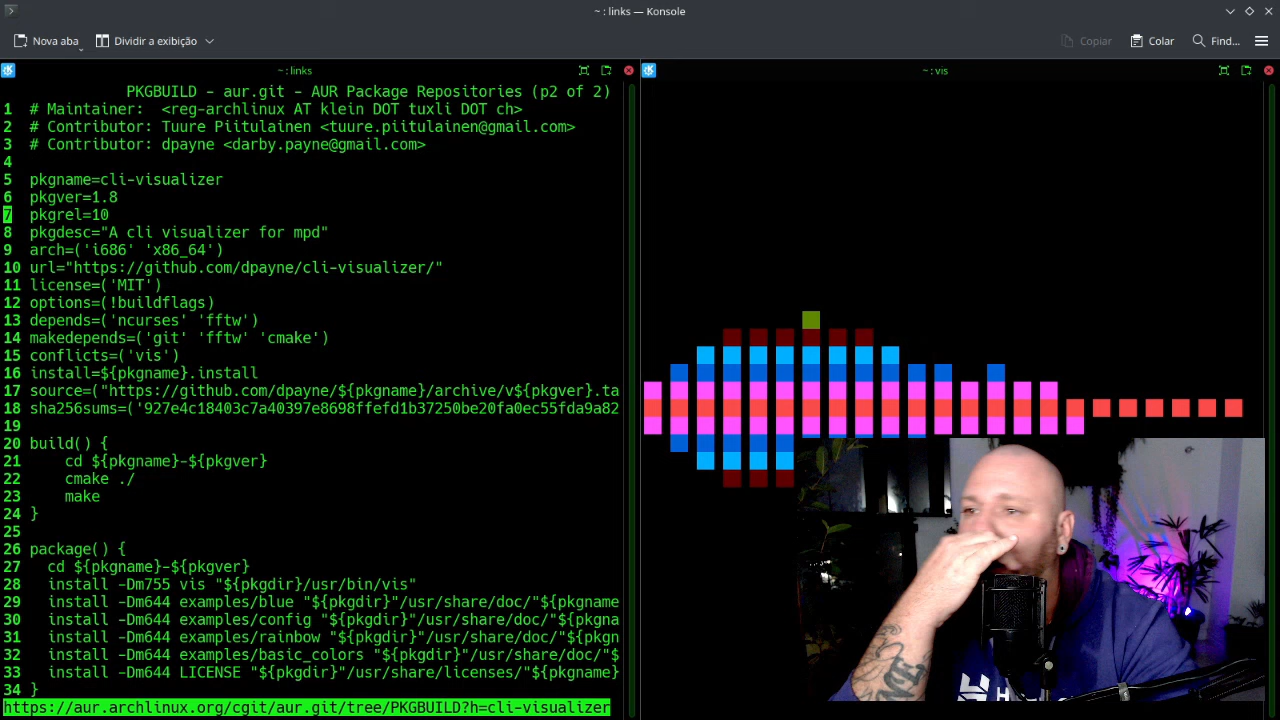 ~ : links — Konsole
Nova aba
Dividir a exibição
Copiar
Colar
Find...
~ : links
~ : vis
PKGBUILD - aur.git - AUR Package Repositories (p2 of 2)
1 # Maintainer:  <reg-archlinux AT klein DOT tuxli DOT ch>
2 # Contributor: Tuure Piitulainen <tuure.piitulainen@gmail.com>
3 # Contributor: dpayne <darby.payne@gmail.com>
4
5 pkgname=cli-visualizer
6 pkgver=1.8
7 pkgrel=10
8 pkgdesc="A cli visualizer for mpd"
9 arch=('i686' 'x86_64')
10 url="https://github.com/dpayne/cli-visualizer/"
11 license=('MIT')
12 options=(!buildflags)
13 depends=('ncurses' 'fftw')
14 makedepends=('git' 'fftw' 'cmake')
15 conflicts=('vis')
16 install=${pkgname}.install
17 source=("https://github.com/dpayne/${pkgname}/archive/v${pkgver}.ta
18 sha256sums=('927e4c18403c7a40397e8698ffefd1b37250be20fa0ec55fda9a82
19
20 build() {
21     cd ${pkgname}-${pkgver}
22     cmake ./
23     make
24 }
25
26 package() {
27   cd ${pkgname}-${pkgver}
28   install -Dm755 vis "${pkgdir}/usr/bin/vis"
29   install -Dm644 examples/blue "${pkgdir}"/usr/share/doc/"${pkgname
30   install -Dm644 examples/config "${pkgdir}"/usr/share/doc/"${pkgna
31   install -Dm644 examples/rainbow "${pkgdir}"/usr/share/doc/"${pkgn
32   install -Dm644 examples/basic_colors "${pkgdir}"/usr/share/doc/"$
33   install -Dm644 LICENSE "${pkgdir}"/usr/share/licenses/"${pkgname}
34 }
https://aur.archlinux.org/cgit/aur.git/tree/PKGBUILD?h=cli-visualizer